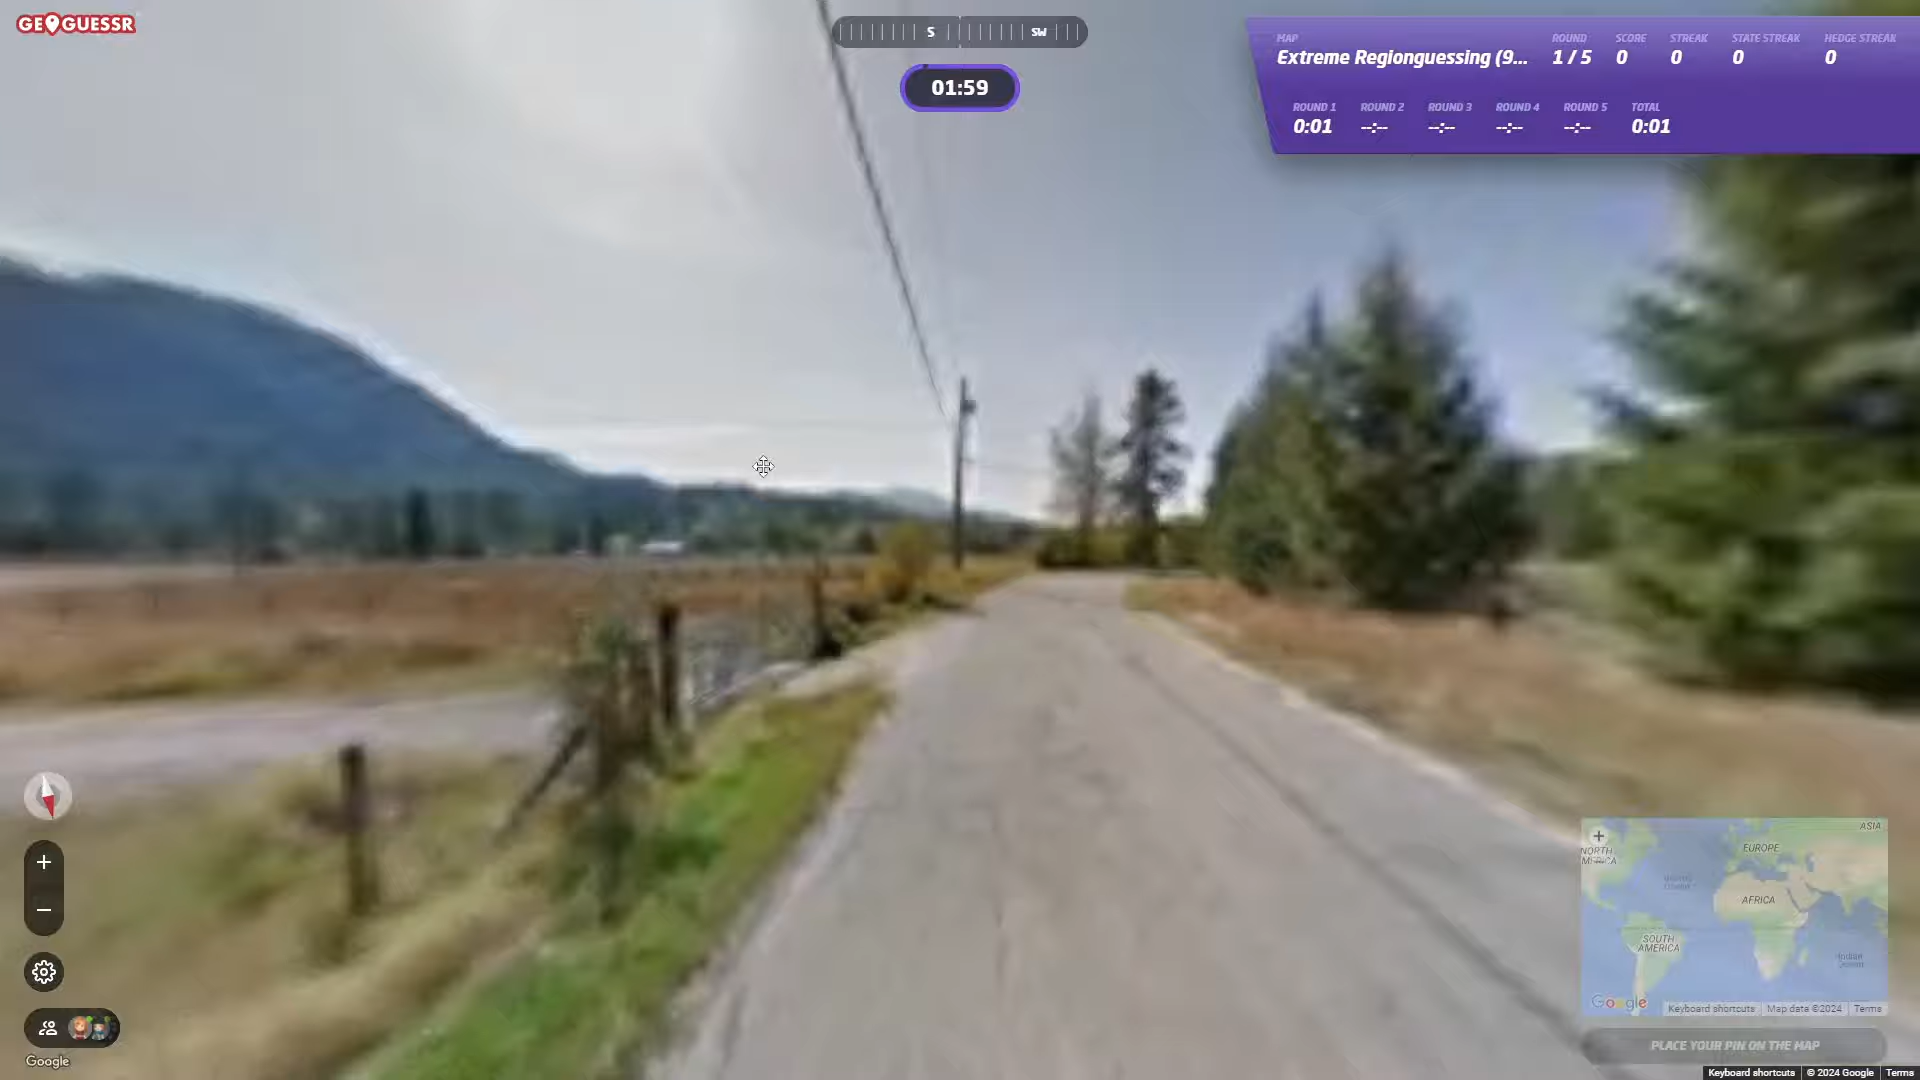 GEOGUESSR
S
SW
01:59
MAP
Extreme Regionguessing (9...
ROUND
1 / 5
SCORE
0
STREAK
0
STATE STREAK
0
HEDGE STREAK
0
ROUND 1
0:01
ROUND 2
--:--
ROUND 3
--:--
ROUND 4
--:--
ROUND 5
--:--
TOTAL
0:01
ASIA
NORTH
EUROPE
AFRICA
SOUTH
AMERICA
Indian
Ocean
Google
Keyboard shortcuts
Map data ©2024
Terms
PLACE YOUR PIN ON THE MAP
Google
Keyboard shortcuts
© 2024 Google
Terms